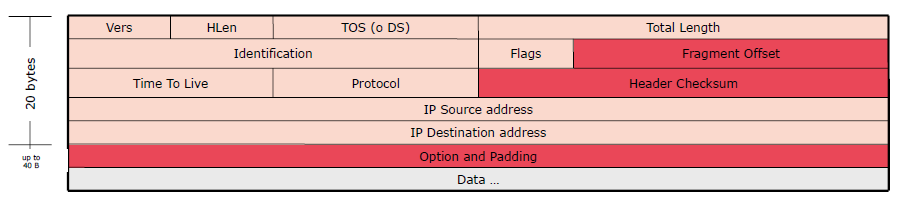 Vers HLen TOS (o DS) Total Length
Identification Flags Fragment Offset
Time To Live Protocol Header Checksum
IP Source address
IP Destination address
Option and Padding
Data ...
20 bytes
up to
40 B